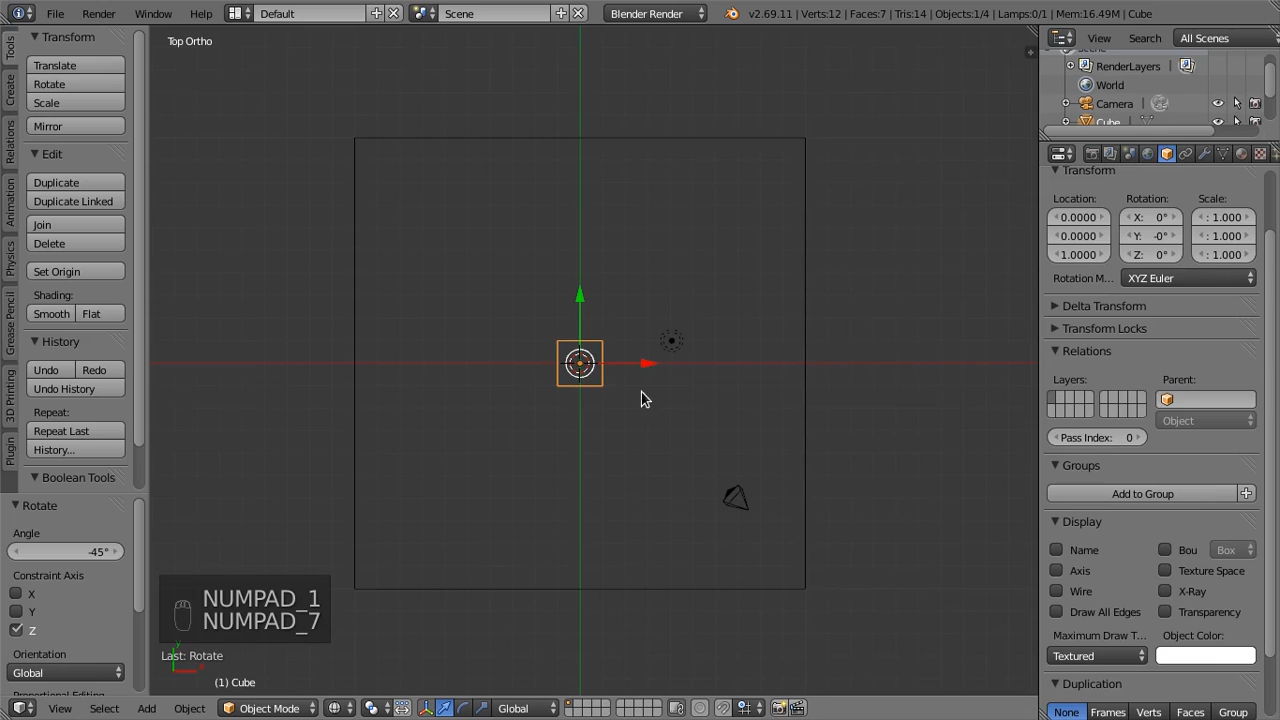 File Render Window Help Default Scene Blender Render v2.69.11 | Verts:12 | Faces:7 | Tris:14 | Objects:1/4 | Lamps:0/1 | Mem:16.49M | Cube
Tools
Create
Relations
Animation
Physics
Grease Pencil
3D Printing
Plugin
Transform
Translate
Rotate
Scale
Mirror
Edit
Duplicate
Duplicate Linked
Join
Delete
Set Origin
Shading:
Smooth Flat
History
Undo Redo
Undo History
Repeat:
Repeat Last
History...
Boolean Tools
Rotate
Angle
-45°
Constraint Axis
X
Y
Z
Orientation
Global
Top Ortho
NUMPAD_1
NUMPAD_7
y
x
Last: Rotate
(1) Cube
View Select Add Object Object Mode Global
View Search All Scenes
RenderLayers
World
Camera
Cube
Transform
Location: Rotation: Scale:
0.0000 X: 0° : 1.000
0.0000 Y: -0° : 1.000
1.0000 Z: 0° : 1.000
Rotation M... XYZ Euler
Delta Transform
Transform Locks
Relations
Layers: Parent:
Object
Pass Index: 0
Groups
Add to Group
Display
Name Bou Box
Axis Texture Space
Wire X-Ray
Draw All Edges Transparency
Maximum Draw T... Object Color:
Textured
Duplication
None Frames Verts Faces Group